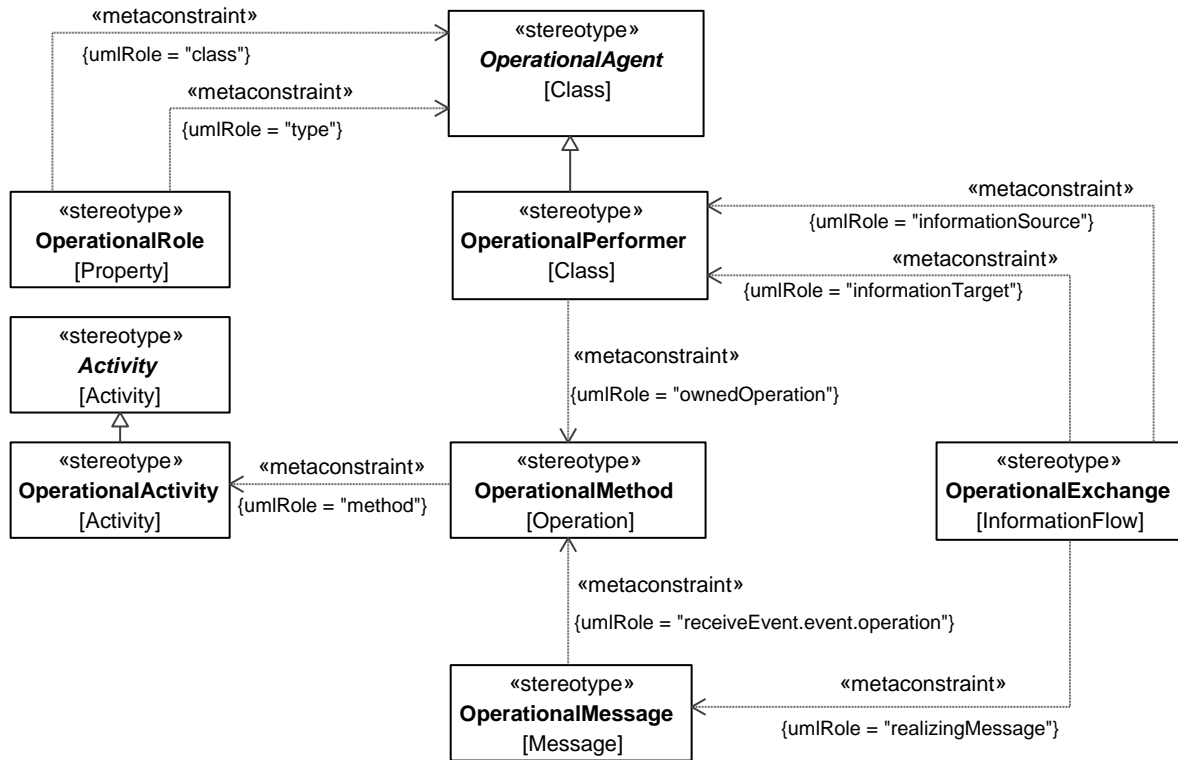 «metaconstraint»
{umlRole = "class"}
«stereotype»
OperationalAgent
[Class]
«metaconstraint»
{umlRole = "type"}
«stereotype»
OperationalRole
[Property]
«stereotype»
OperationalPerformer
[Class]
«metaconstraint»
{umlRole = "informationSource"}
«metaconstraint»
{umlRole = "informationTarget"}
«stereotype»
Activity
[Activity]
«metaconstraint»
{umlRole = "ownedOperation"}
«stereotype»
OperationalActivity
[Activity]
«metaconstraint»
{umlRole = "method"}
«stereotype»
OperationalMethod
[Operation]
«stereotype»
OperationalExchange
[InformationFlow]
«metaconstraint»
{umlRole = "receiveEvent.event.operation"}
«stereotype»
OperationalMessage
[Message]
«metaconstraint»
{umlRole = "realizingMessage"}